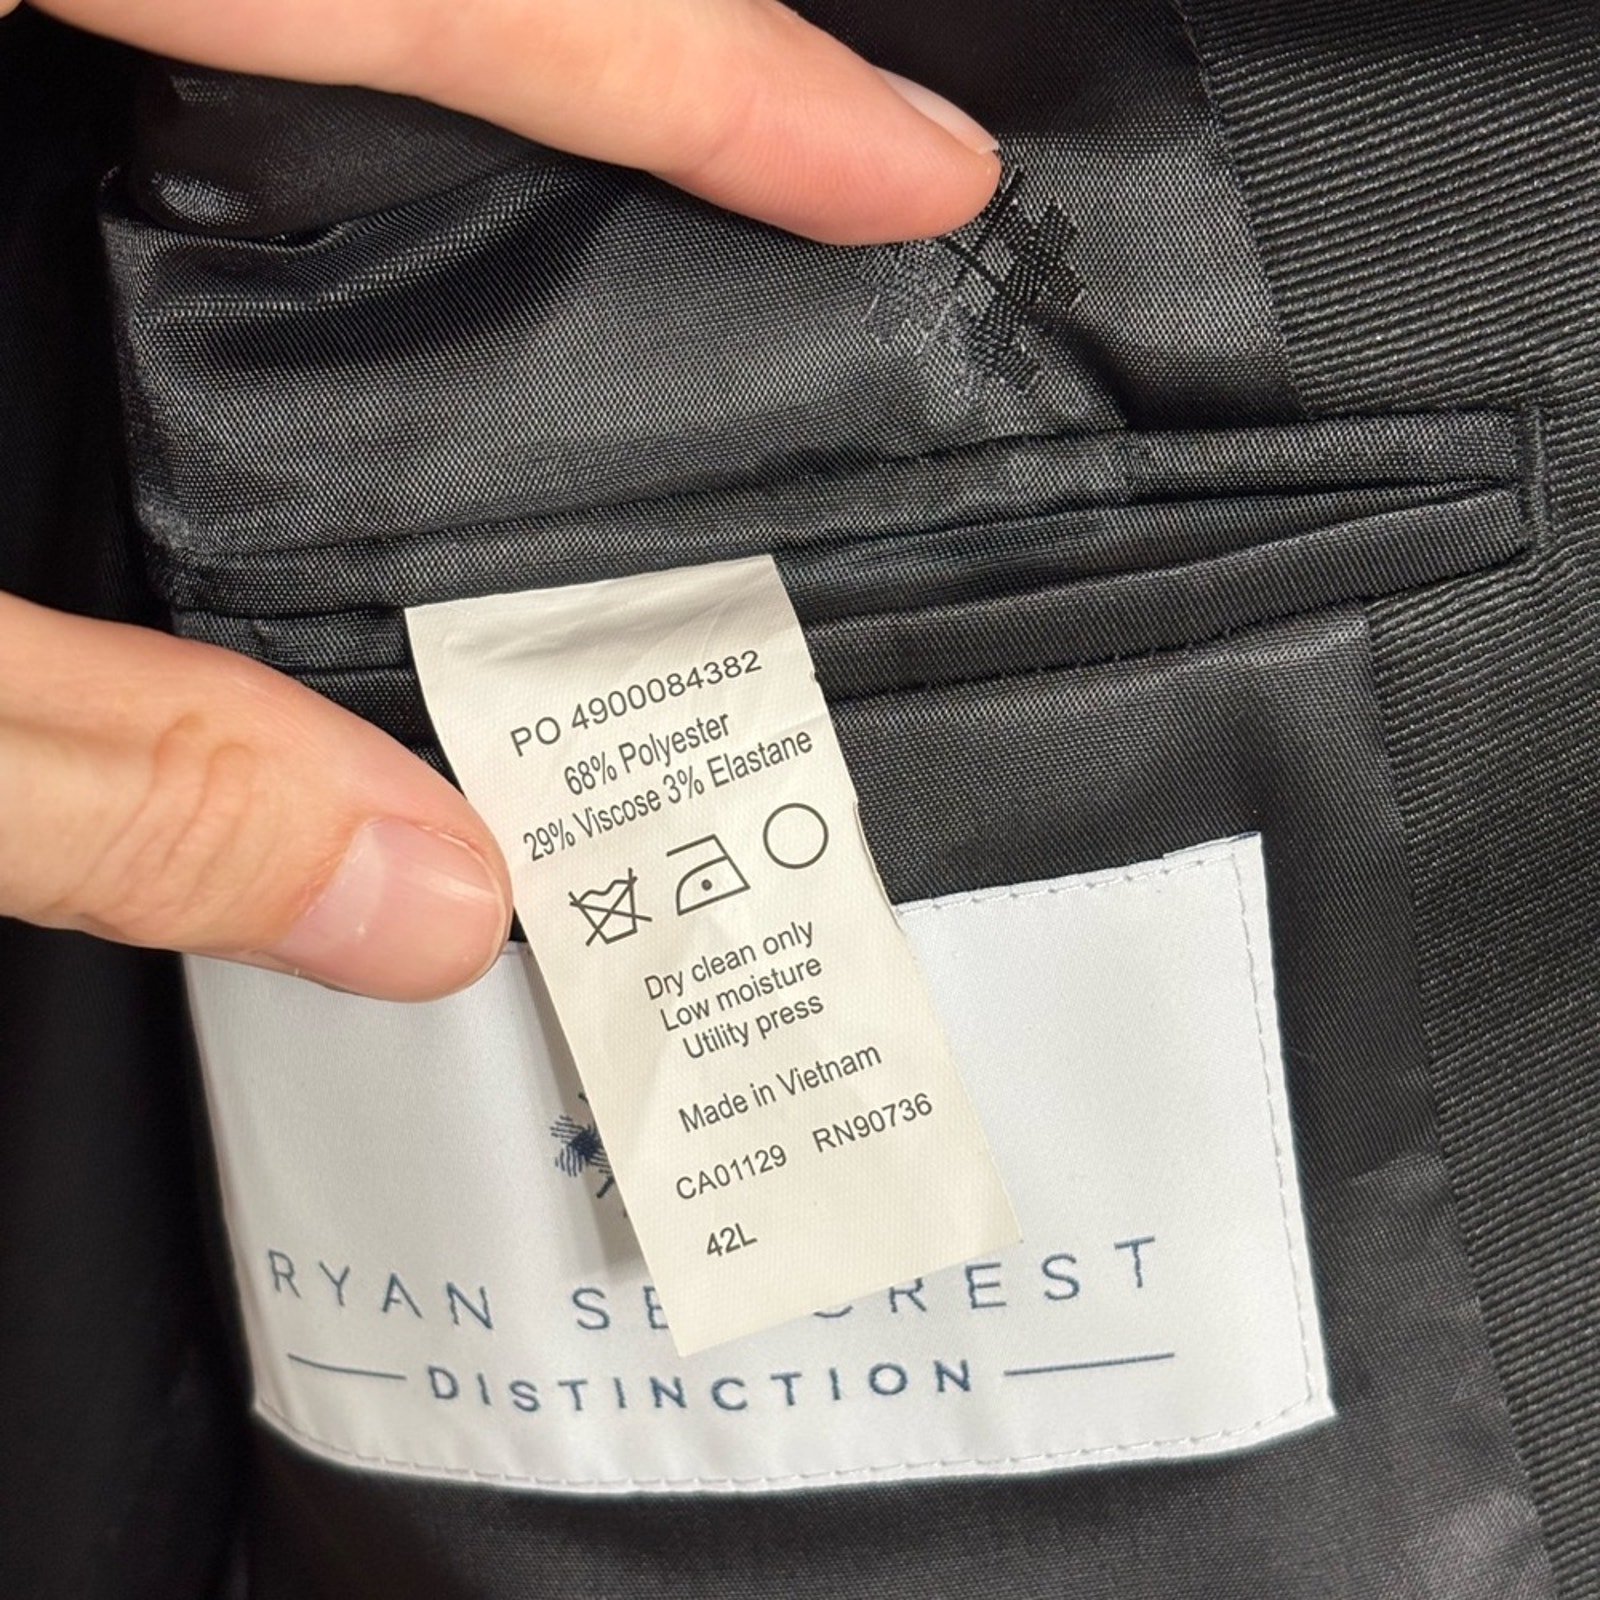 PO 4900084382
68% Polyester
29% Viscose 3% Elastane
Dry clean only
Low moisture
Utility press
Made in Vietnam
CA01129 RN90736
42L
RYAN
DISTINCTION